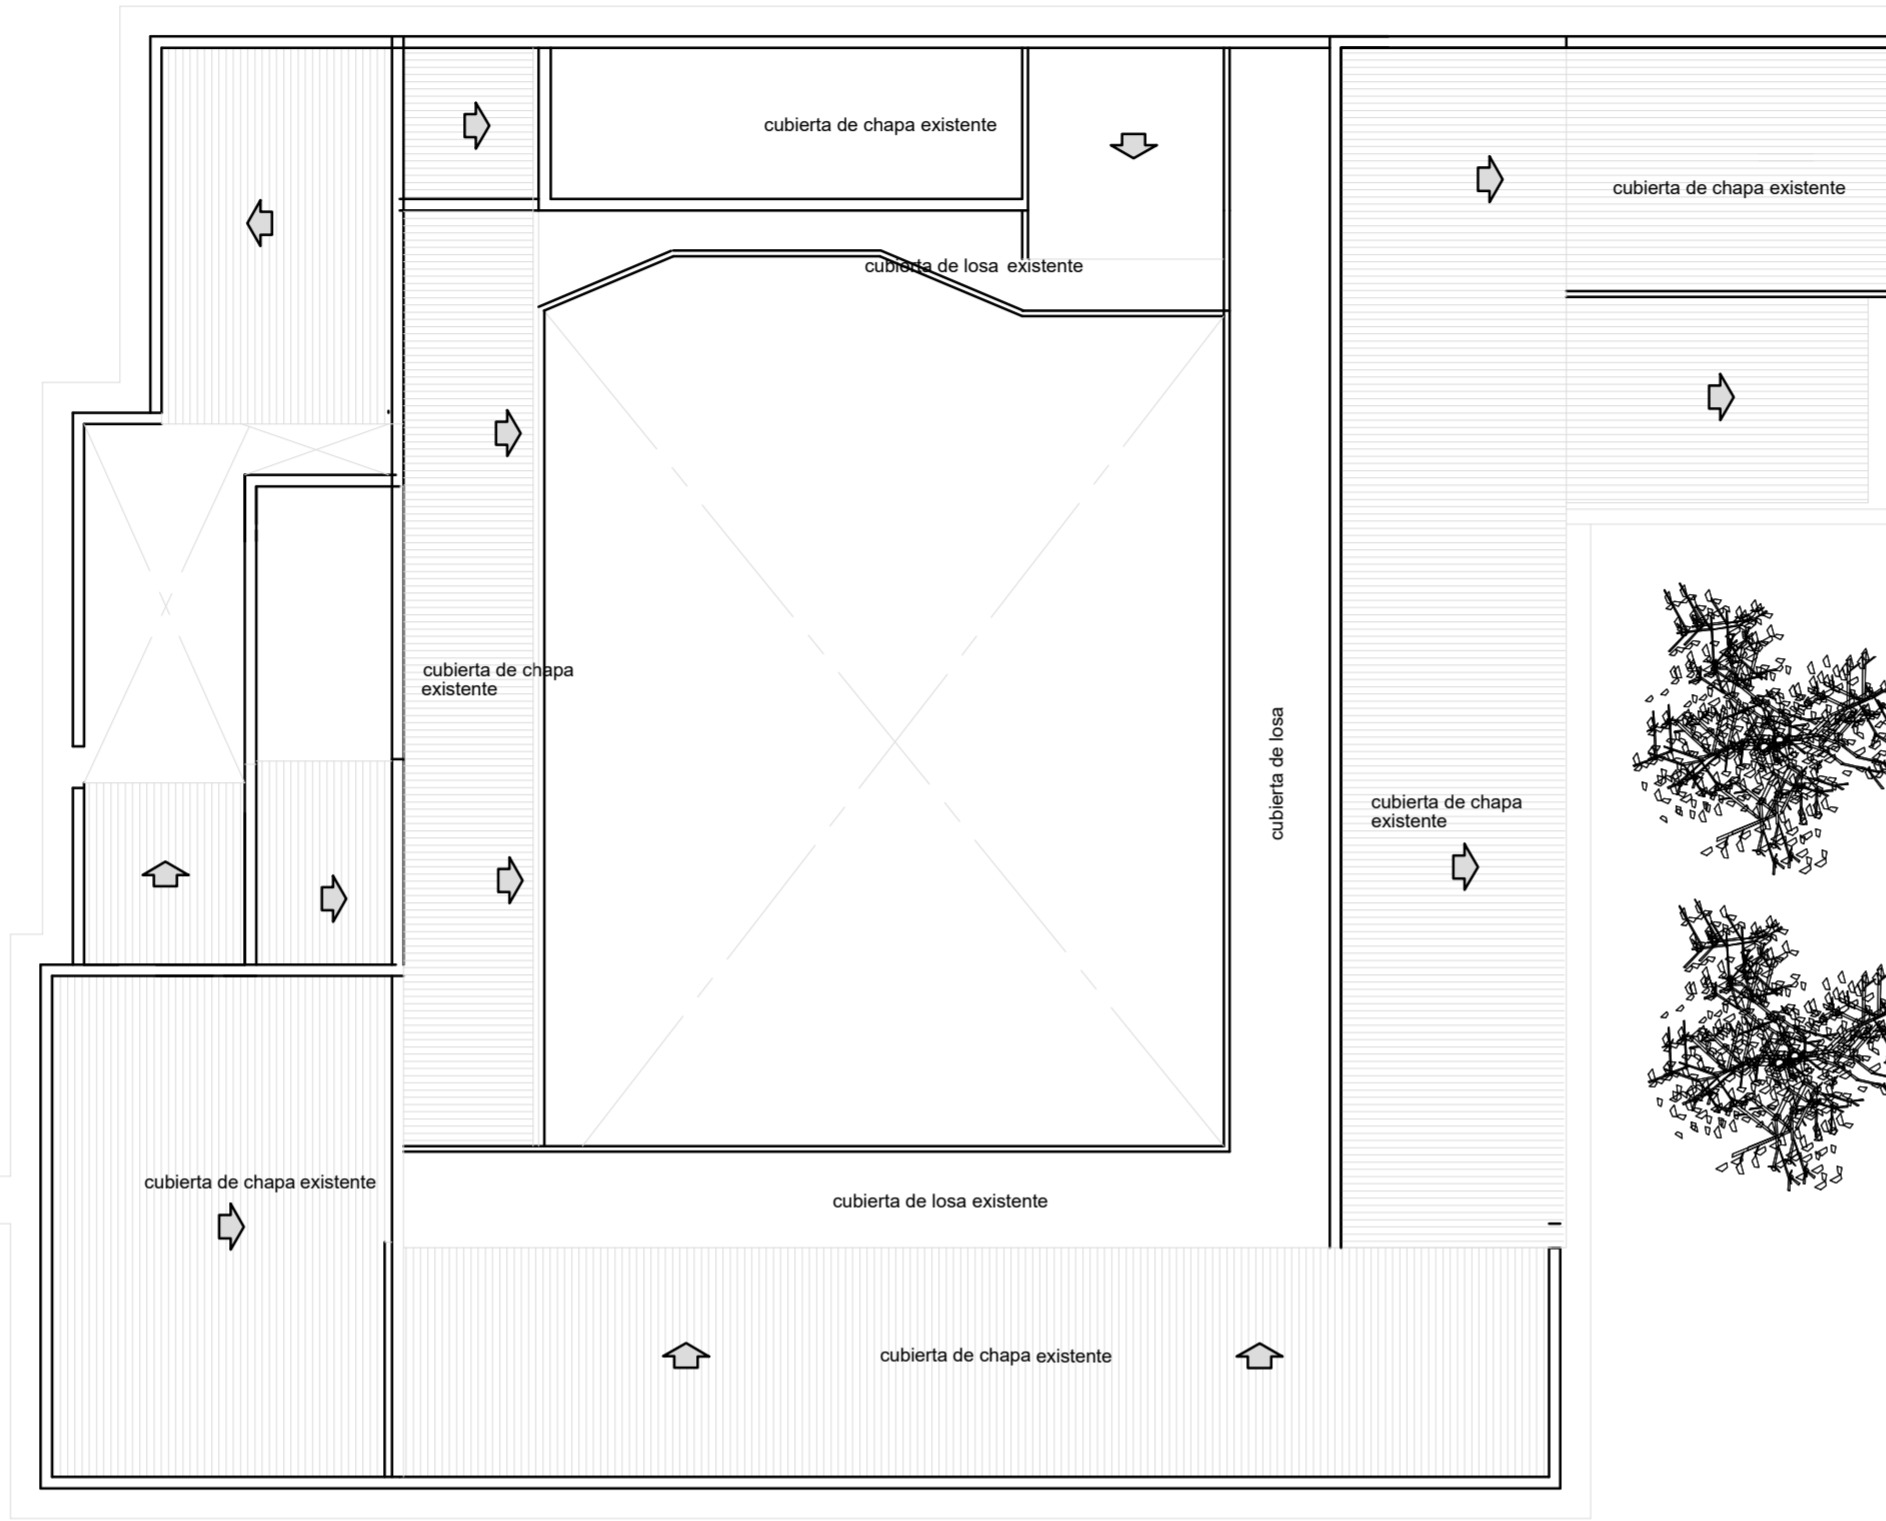 cubierta de chapa existente
cubierta de chapa existente
cubierta de losa existente
cubierta de chapa
existente
cubierta de losa
cubierta de chapa
existente
cubierta de chapa existente
cubierta de losa existente
cubierta de chapa existente